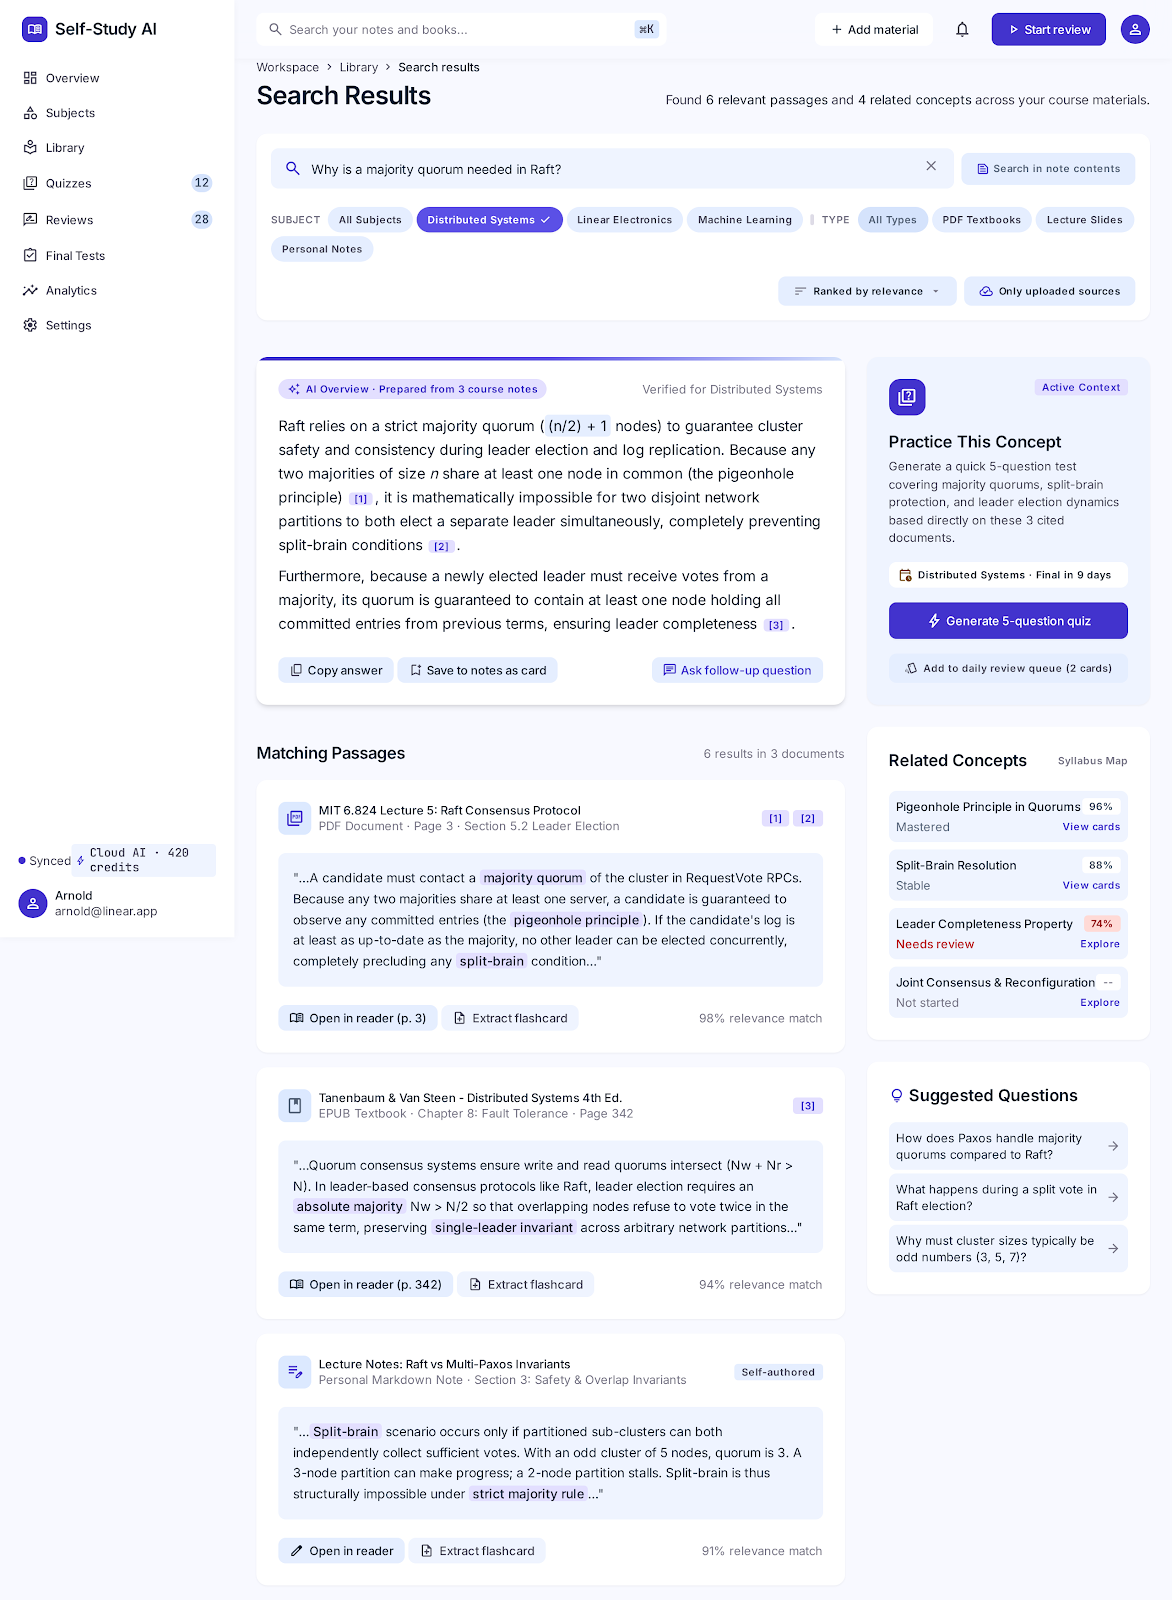 Self-Study AI
Overview
Subjects
Library
Quizzes 12
Reviews 28
Final Tests
Analytics
Settings
Synced
Cloud AI · 420
credits
Arnold
arnold@linear.app
Search your notes and books... ⌘K
Add material
Start review
Workspace > Library > Search results
Search Results
Found 6 relevant passages and 4 related concepts across your course materials.
Why is a majority quorum needed in Raft?
Search in note contents
SUBJECT All Subjects Distributed Systems Linear Electronics Machine Learning TYPE All Types PDF Textbooks Lecture Slides
Personal Notes
Ranked by relevance Only uploaded sources
AI Overview · Prepared from 3 course notes Verified for Distributed Systems
Raft relies on a strict majority quorum ( (n/2) + 1 nodes) to guarantee cluster
safety and consistency during leader election and log replication. Because any
two majorities of size n share at least one node in common (the pigeonhole
principle) [1] , it is mathematically impossible for two disjoint network
partitions to both elect a separate leader simultaneously, completely preventing
split-brain conditions [2] .
Furthermore, because a newly elected leader must receive votes from a
majority, its quorum is guaranteed to contain at least one node holding all
committed entries from previous terms, ensuring leader completeness [3] .
Copy answer Save to notes as card Ask follow-up question
Active Context
Practice This Concept
Generate a quick 5-question test
covering majority quorums, split-brain
protection, and leader election dynamics
based directly on these 3 cited
documents.
Distributed Systems · Final in 9 days
Generate 5-question quiz
Add to daily review queue (2 cards)
Matching Passages 6 results in 3 documents
MIT 6.824 Lecture 5: Raft Consensus Protocol
PDF Document · Page 3 · Section 5.2 Leader Election
[1] [2]
"...A candidate must contact a majority quorum of the cluster in RequestVote RPCs.
Because any two majorities share at least one server, a candidate is guaranteed to
observe any committed entries (the pigeonhole principle ). If the candidate's log is
at least as up-to-date as the majority, no other leader can be elected concurrently,
completely precluding any split-brain condition..."
Open in reader (p. 3) Extract flashcard 98% relevance match
Tanenbaum & Van Steen - Distributed Systems 4th Ed.
EPUB Textbook · Chapter 8: Fault Tolerance · Page 342
[3]
"...Quorum consensus systems ensure write and read quorums intersect (Nw + Nr >
N). In leader-based consensus protocols like Raft, leader election requires an
absolute majority Nw > N/2 so that overlapping nodes refuse to vote twice in the
same term, preserving single-leader invariant across arbitrary network partitions..."
Open in reader (p. 342) Extract flashcard 94% relevance match
Lecture Notes: Raft vs Multi-Paxos Invariants
Personal Markdown Note · Section 3: Safety & Overlap Invariants
Self-authored
"... Split-brain scenario occurs only if partitioned sub-clusters can both
independently collect sufficient votes. With an odd cluster of 5 nodes, quorum is 3. A
3-node partition can make progress; a 2-node partition stalls. Split-brain is thus
structurally impossible under strict majority rule ..."
Open in reader Extract flashcard 91% relevance match
Related Concepts Syllabus Map
Pigeonhole Principle in Quorums 96%
Mastered View cards
Split-Brain Resolution 88%
Stable View cards
Leader Completeness Property 74%
Needs review Explore
Joint Consensus & Reconfiguration --
Not started Explore
Suggested Questions
How does Paxos handle majority
quorums compared to Raft?
What happens during a split vote in
Raft election?
Why must cluster sizes typically be
odd numbers (3, 5, 7)?